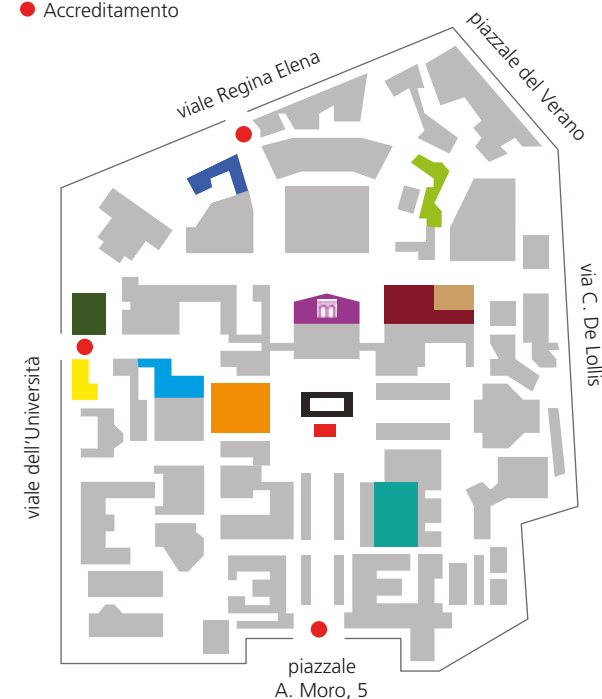 Accreditamento
viale Regina Elena
piazzale del Verano
via C. De Lollis
viale dell'Università
piazzale
A. Moro, 5